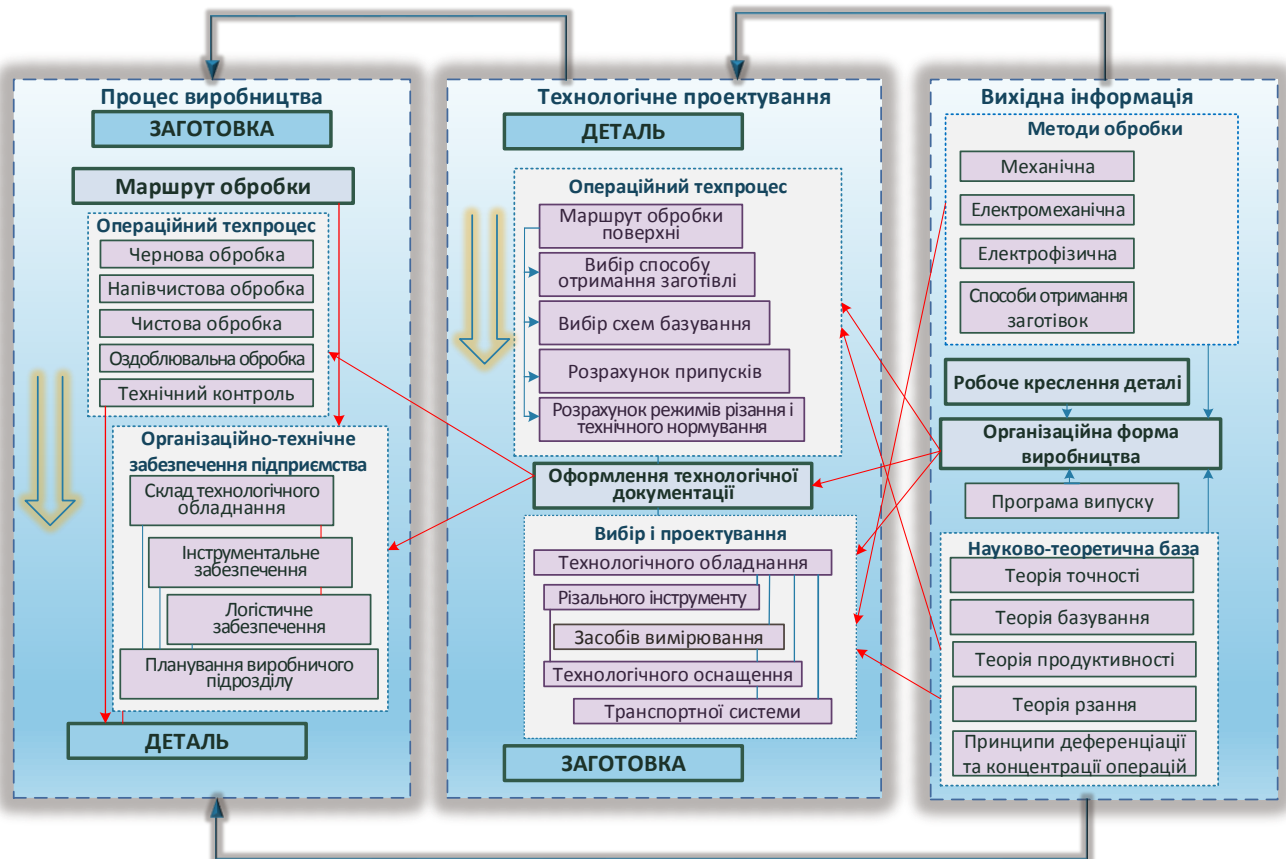 Процес виробництва
ЗАГОТОВКА
Маршрут обробки
Операційний техпроцес
Чернова обробка
Напівчистова обробка
Чистова обробка
Оздоблювальна обробка
Технічний контроль
Організаційно-технічне
забезпечення підприємства
Склад технологічного
обладнання
Інструментальне
забезпечення
Логістичне
забезпечення
Планування виробничого
підрозділу
ДЕТАЛЬ
Технологічне проектування
ДЕТАЛЬ
Операційний техпроцес
Маршрут обробки
поверхні
Вибір способу
отримання заготівлі
Вибір схем базування
Розрахунок припусків
Розрахунок режимів різання і
технічного нормування
Оформлення технологічної
документації
Вибір і проектування
Технологічного обладнання
Різального інструменту
Засобів вимірювання
Технологічного оснащення
Транспортної системи
ЗАГОТОВКА
Вихідна інформація
Методи обробки
Механічна
Електромеханічна
Електрофізична
Способи отримання
заготівок
Робоче креслення деталі
Організаційна форма
виробництва
Програма випуску
Науково-теоретична база
Теорія точності
Теорія базування
Теорія продуктивності
Теорія рзання
Принципи деференціації
та концентрації операцій